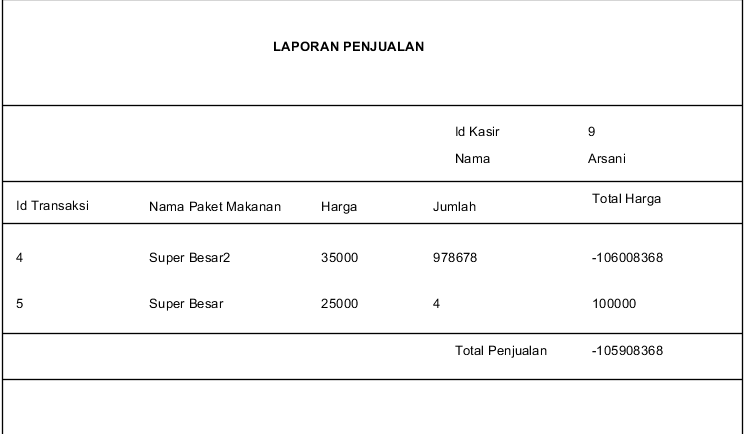 LAPORAN PENJUALAN
Id Kasir 9
Nama Arsani
Id Transaksi Nama Paket Makanan Harga Jumlah Total Harga
4 Super Besar2 35000 978678 -106008368
5 Super Besar 25000 4 100000
Total Penjualan -105908368